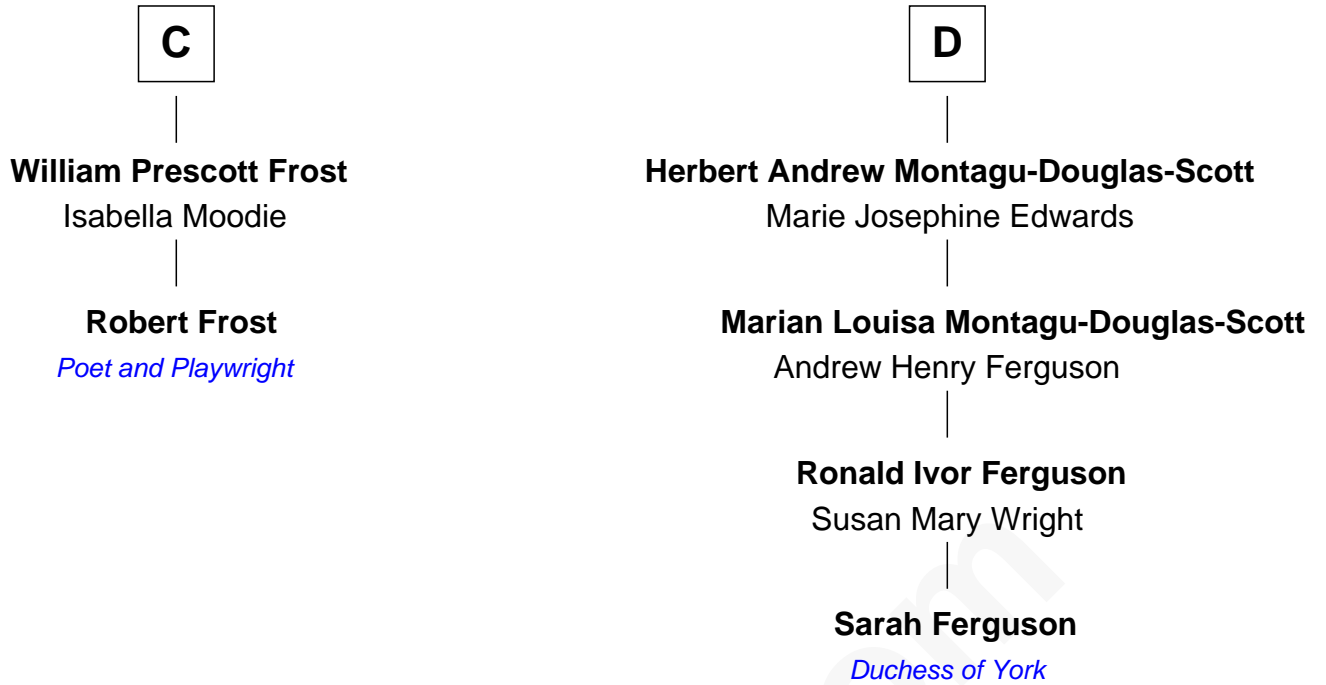 C
William Prescott Frost
Isabella Moodie
Robert Frost
Poet and Playwright
D
Herbert Andrew Montagu-Douglas-Scott
Marie Josephine Edwards
Marian Louisa Montagu-Douglas-Scott
Andrew Henry Ferguson
Ronald Ivor Ferguson
Susan Mary Wright
Sarah Ferguson
Duchess of York